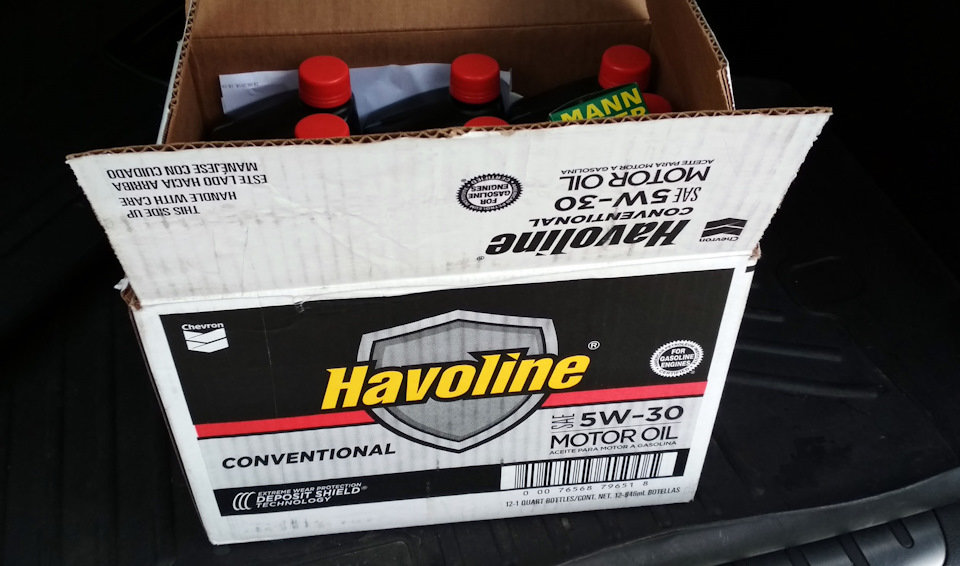 MANN
THIS SIDE UP
HANDLE WITH CARE
ESTE LADO HACIA ARRIBA
MANÉJESE CON CUIDADO
FOR
GASOLINE
ENGINES
Chevron
Havoline®
CONVENTIONAL
SAE 5W-30
MOTOR OIL
ACEITE PARA MOTOR A GASOLINA
Chevron
Havoline®
FOR
GASOLINE
ENGINES
SAE 5W-30
MOTOR OIL
ACEITE PARA MOTOR A GASOLINA
CONVENTIONAL
EXTREME WEAR PROTECTION
DEPOSIT SHIELD®
TECHNOLOGY
0 00 76568 79651 8
12-1 QUART BOTTLES/CONT. NET. 12-946mL BOTELLAS